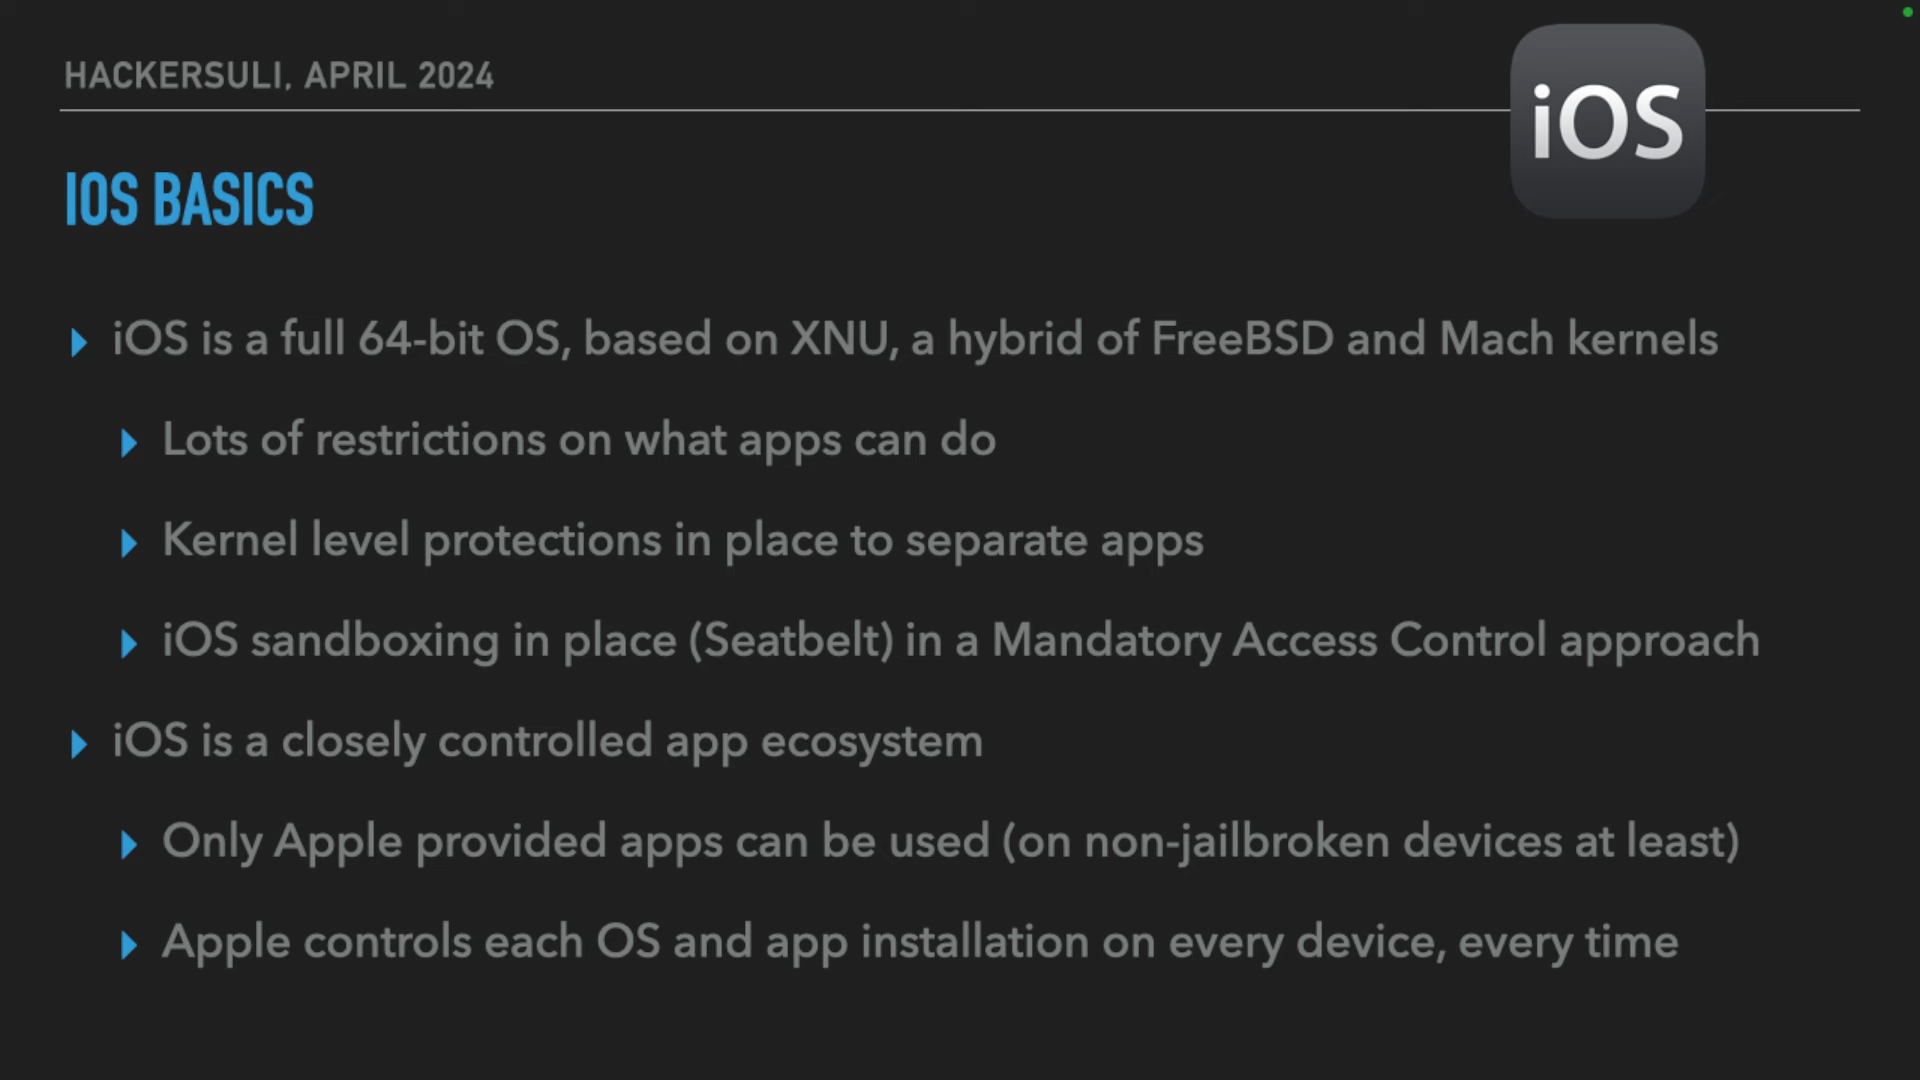 HACKERSULI, APRIL 2024
iOS
IOS BASICS
iOS is a full 64-bit OS, based on XNU, a hybrid of FreeBSD and Mach kernels
Lots of restrictions on what apps can do
Kernel level protections in place to separate apps
iOS sandboxing in place (Seatbelt) in a Mandatory Access Control approach
iOS is a closely controlled app ecosystem
Only Apple provided apps can be used (on non-jailbroken devices at least)
Apple controls each OS and app installation on every device, every time